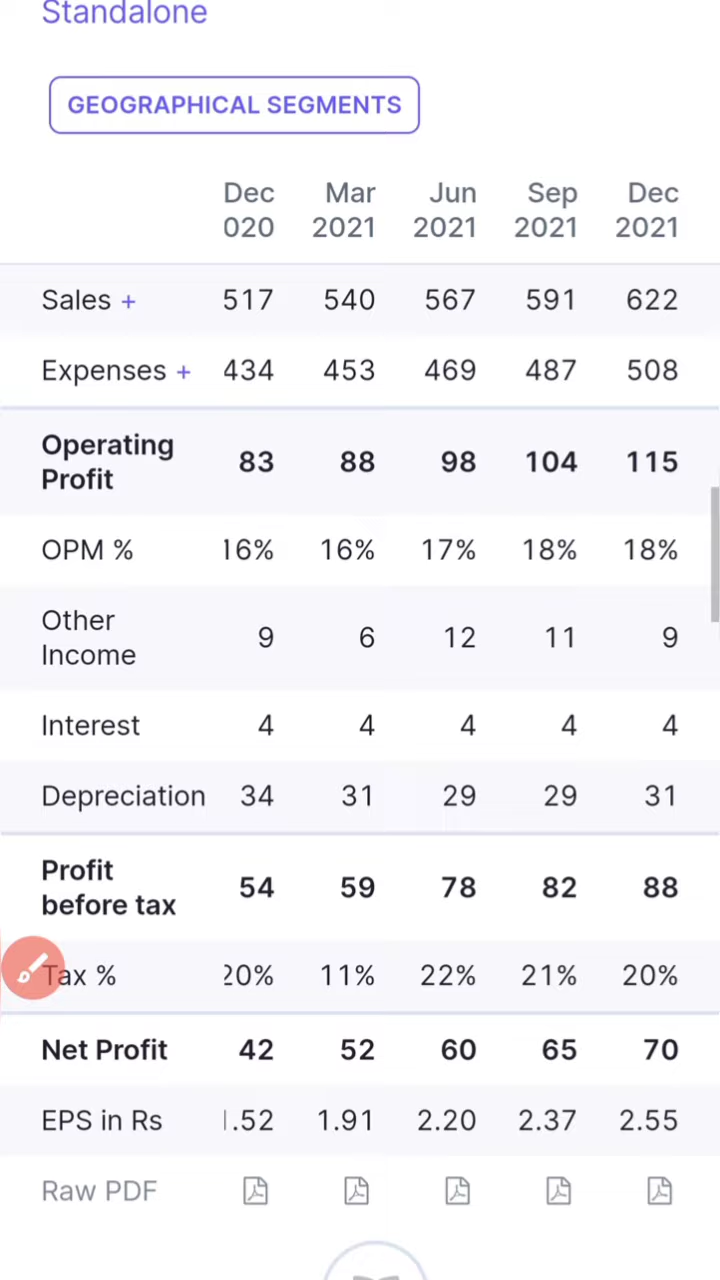 Standalone
GEOGRAPHICAL SEGMENTS
Dec Mar Jun Sep Dec
020 2021 2021 2021 2021
Sales + 517 540 567 591 622
Expenses + 434 453 469 487 508
Operating Profit 83 88 98 104 115
OPM % 16% 16% 17% 18% 18%
Other Income 9 6 12 11 9
Interest 4 4 4 4 4
Depreciation 34 31 29 29 31
Profit before tax 54 59 78 82 88
Tax % 20% 11% 22% 21% 20%
Net Profit 42 52 60 65 70
EPS in Rs 1.52 1.91 2.20 2.37 2.55
Raw PDF